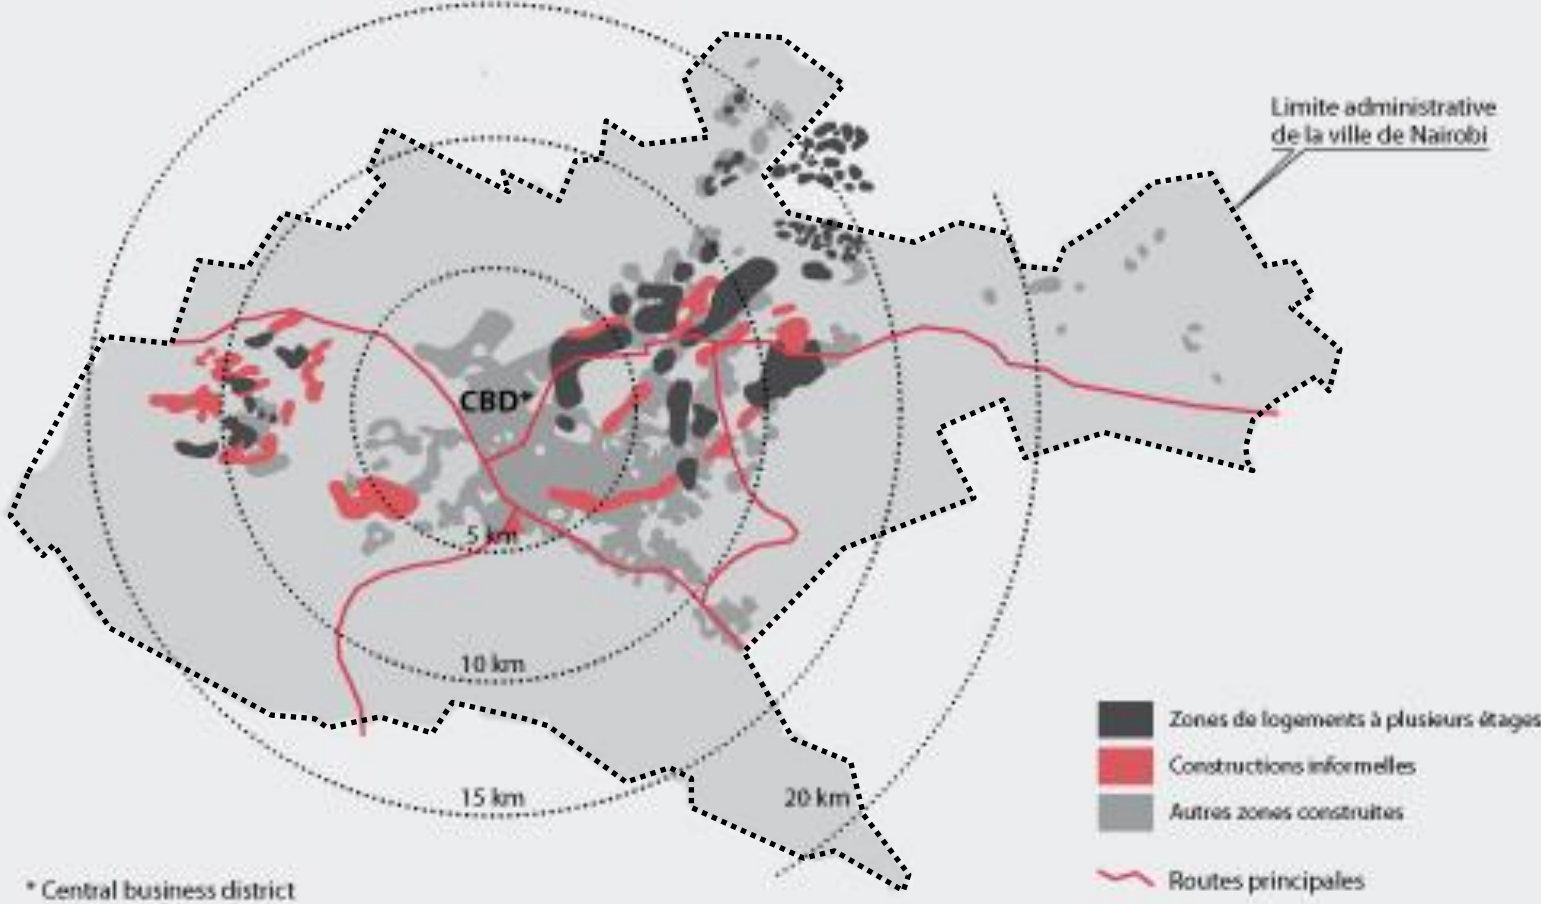 Limite administrative
de la ville de Nairobi
CBD*
5 km
10 km
15 km
20 km
Zones de logements à plusieurs étages
Constructions informelles
Autres zones construites
Routes principales
* Central business district